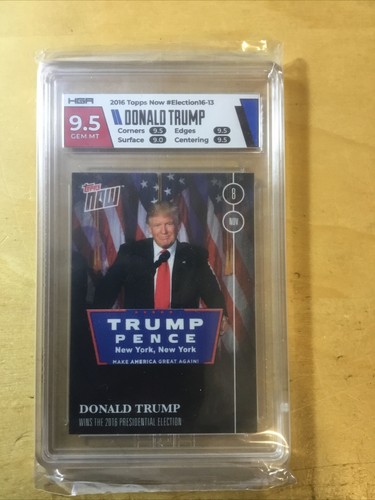 HGA
2016 Topps Now #Election16-13
9.5
GEM MT
DONALD TRUMP
Corners 9.5 Edges 9.5
Surface 9.0 Centering 9.5
Topps
NOW
8
NOV
TRUMP
PENCE
New York, New York
MAKE AMERICA GREAT AGAIN!
DONALD TRUMP
WINS THE 2016 PRESIDENTIAL ELECTION